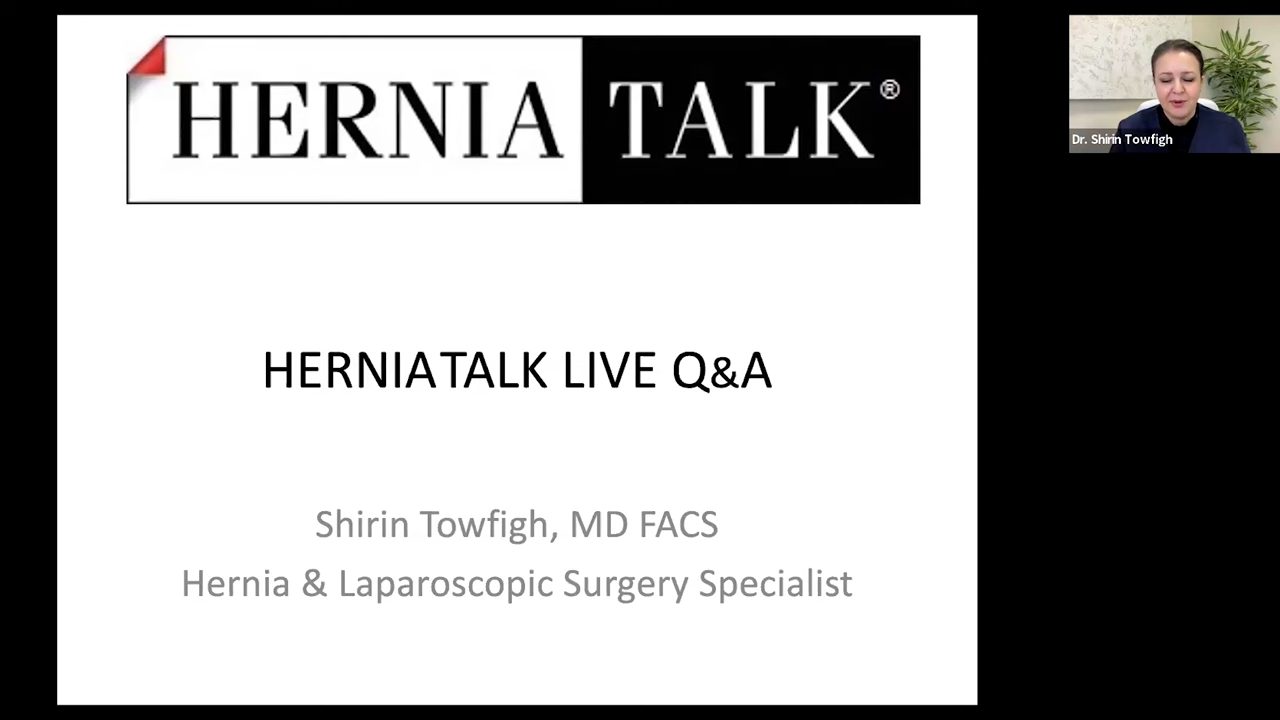 HERNIA TALK®
HERNIATALK LIVE Q&A
Shirin Towfigh, MD FACS
Hernia & Laparoscopic Surgery Specialist
Dr. Shirin Towfigh